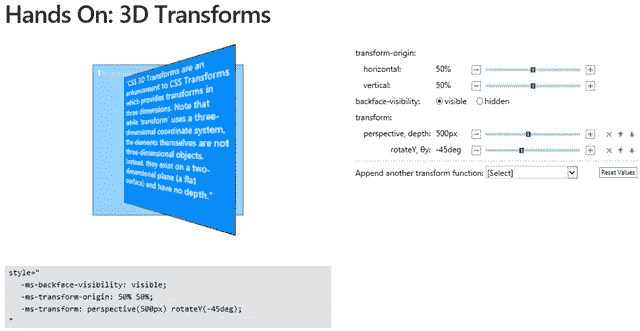 Hands On: 3D Transforms
"CSS 3D Transforms are an
enhancement to CSS Transforms
which provides transforms in
three dimensions. Note that
while 'transform' uses a three-
dimensional coordinate system,
the elements themselves are not
three-dimensional objects.
Instead, they exist on a two-
dimensional plane (a flat
surface) and have no depth."
transform-origin:
horizontal: 50%
vertical: 50%
backface-visibility: visible hidden
transform:
perspective, depth: 500px
rotateY, θy: -45deg
Append another transform function: [Select] Reset Values
style="
-ms-backface-visibility: visible;
-ms-transform-origin: 50% 50%;
-ms-transform: perspective(500px) rotateY(-45deg);
"